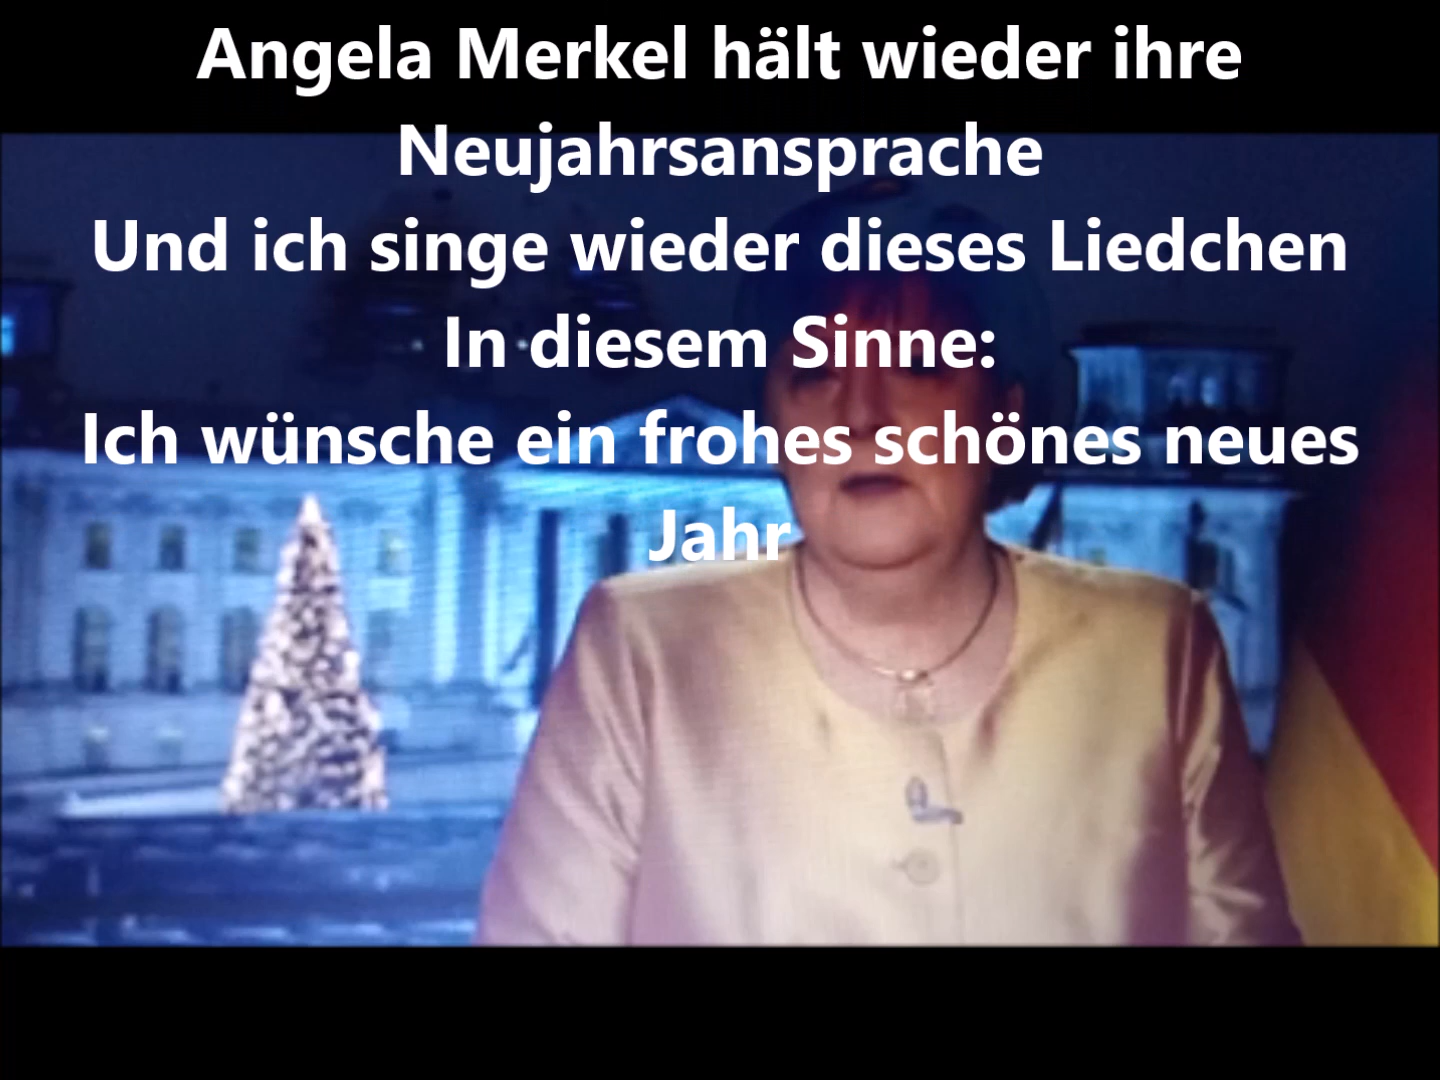 Angela Merkel hält wieder ihre
Neujahrsansprache
Und ich singe wieder dieses Liedchen
In diesem Sinne:
Ich wünsche ein frohes schönes neues
Jahr